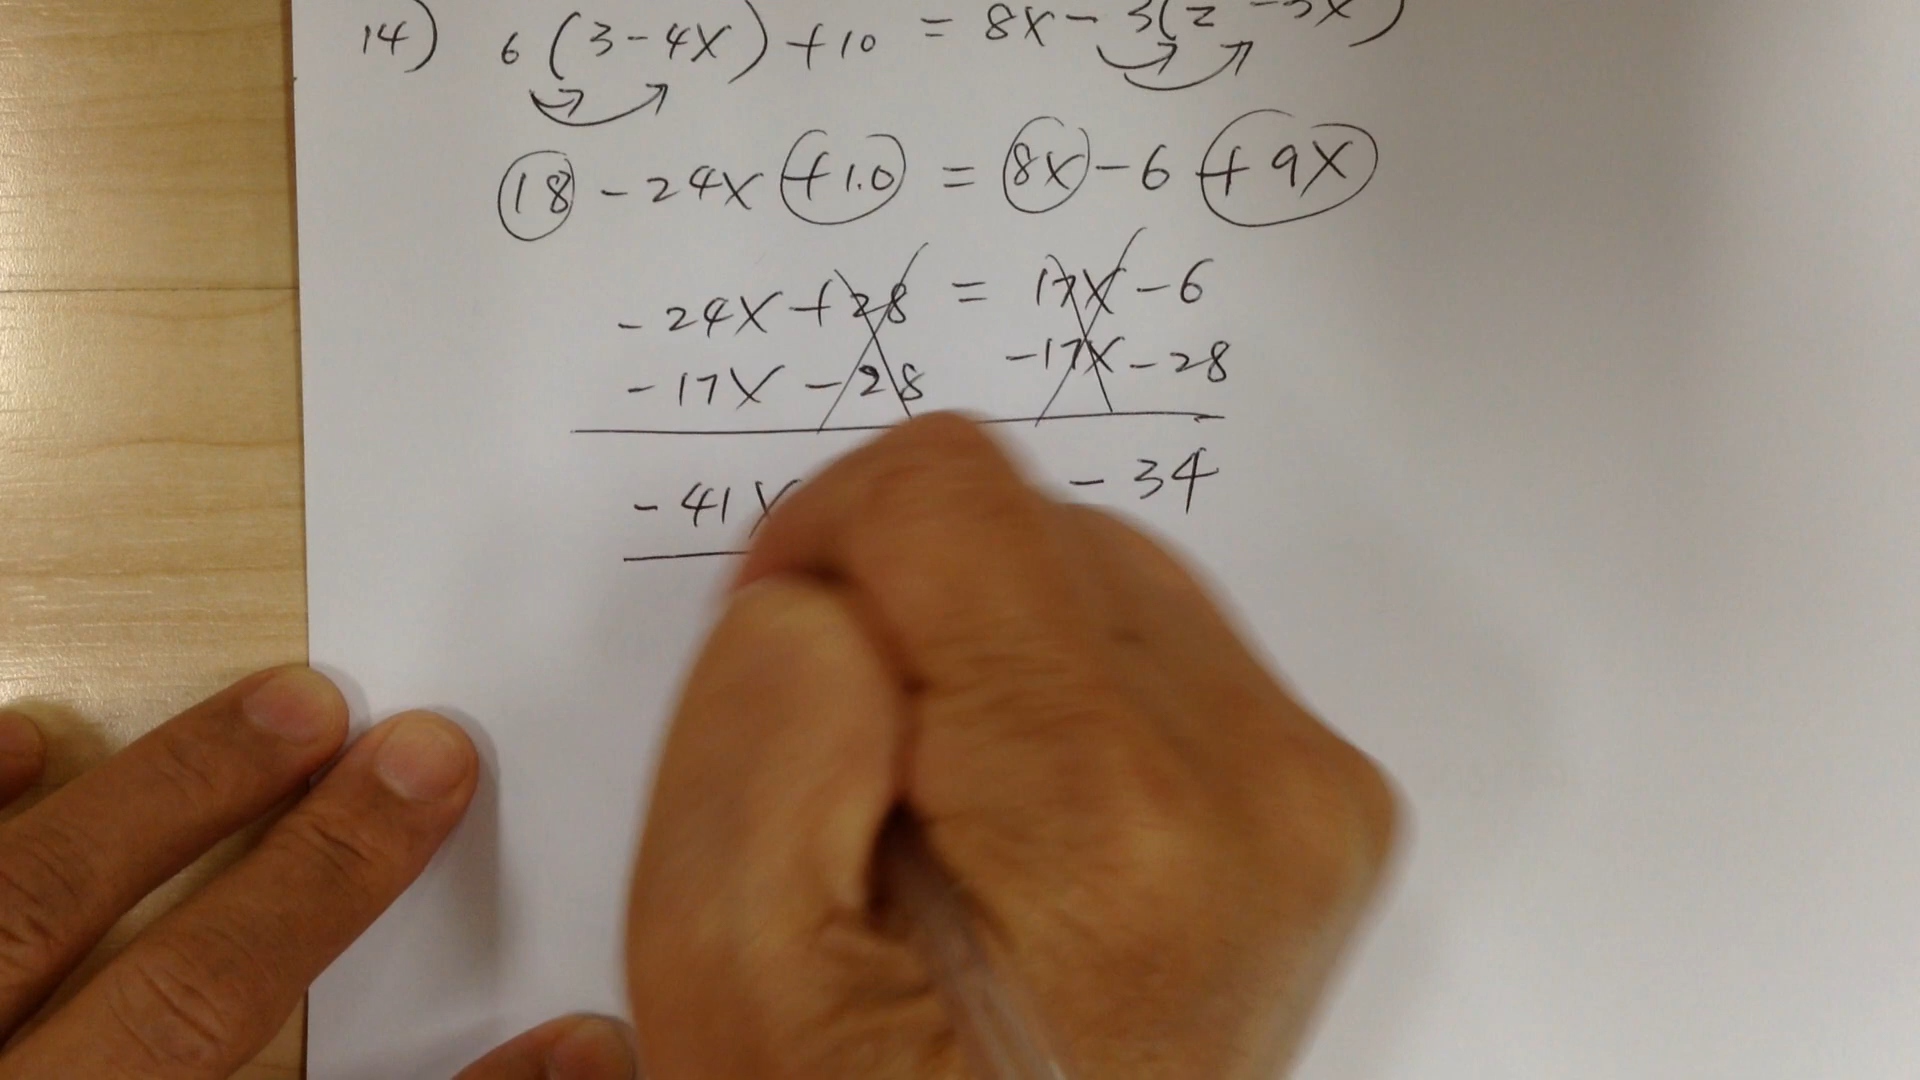 14) 6(3-4X)+10 = 8X-3(2-3X)
18-24X+10 = 8X-6+9X
-24X+28 = 17X-6
-17X-28 -17X-28
-41X -34